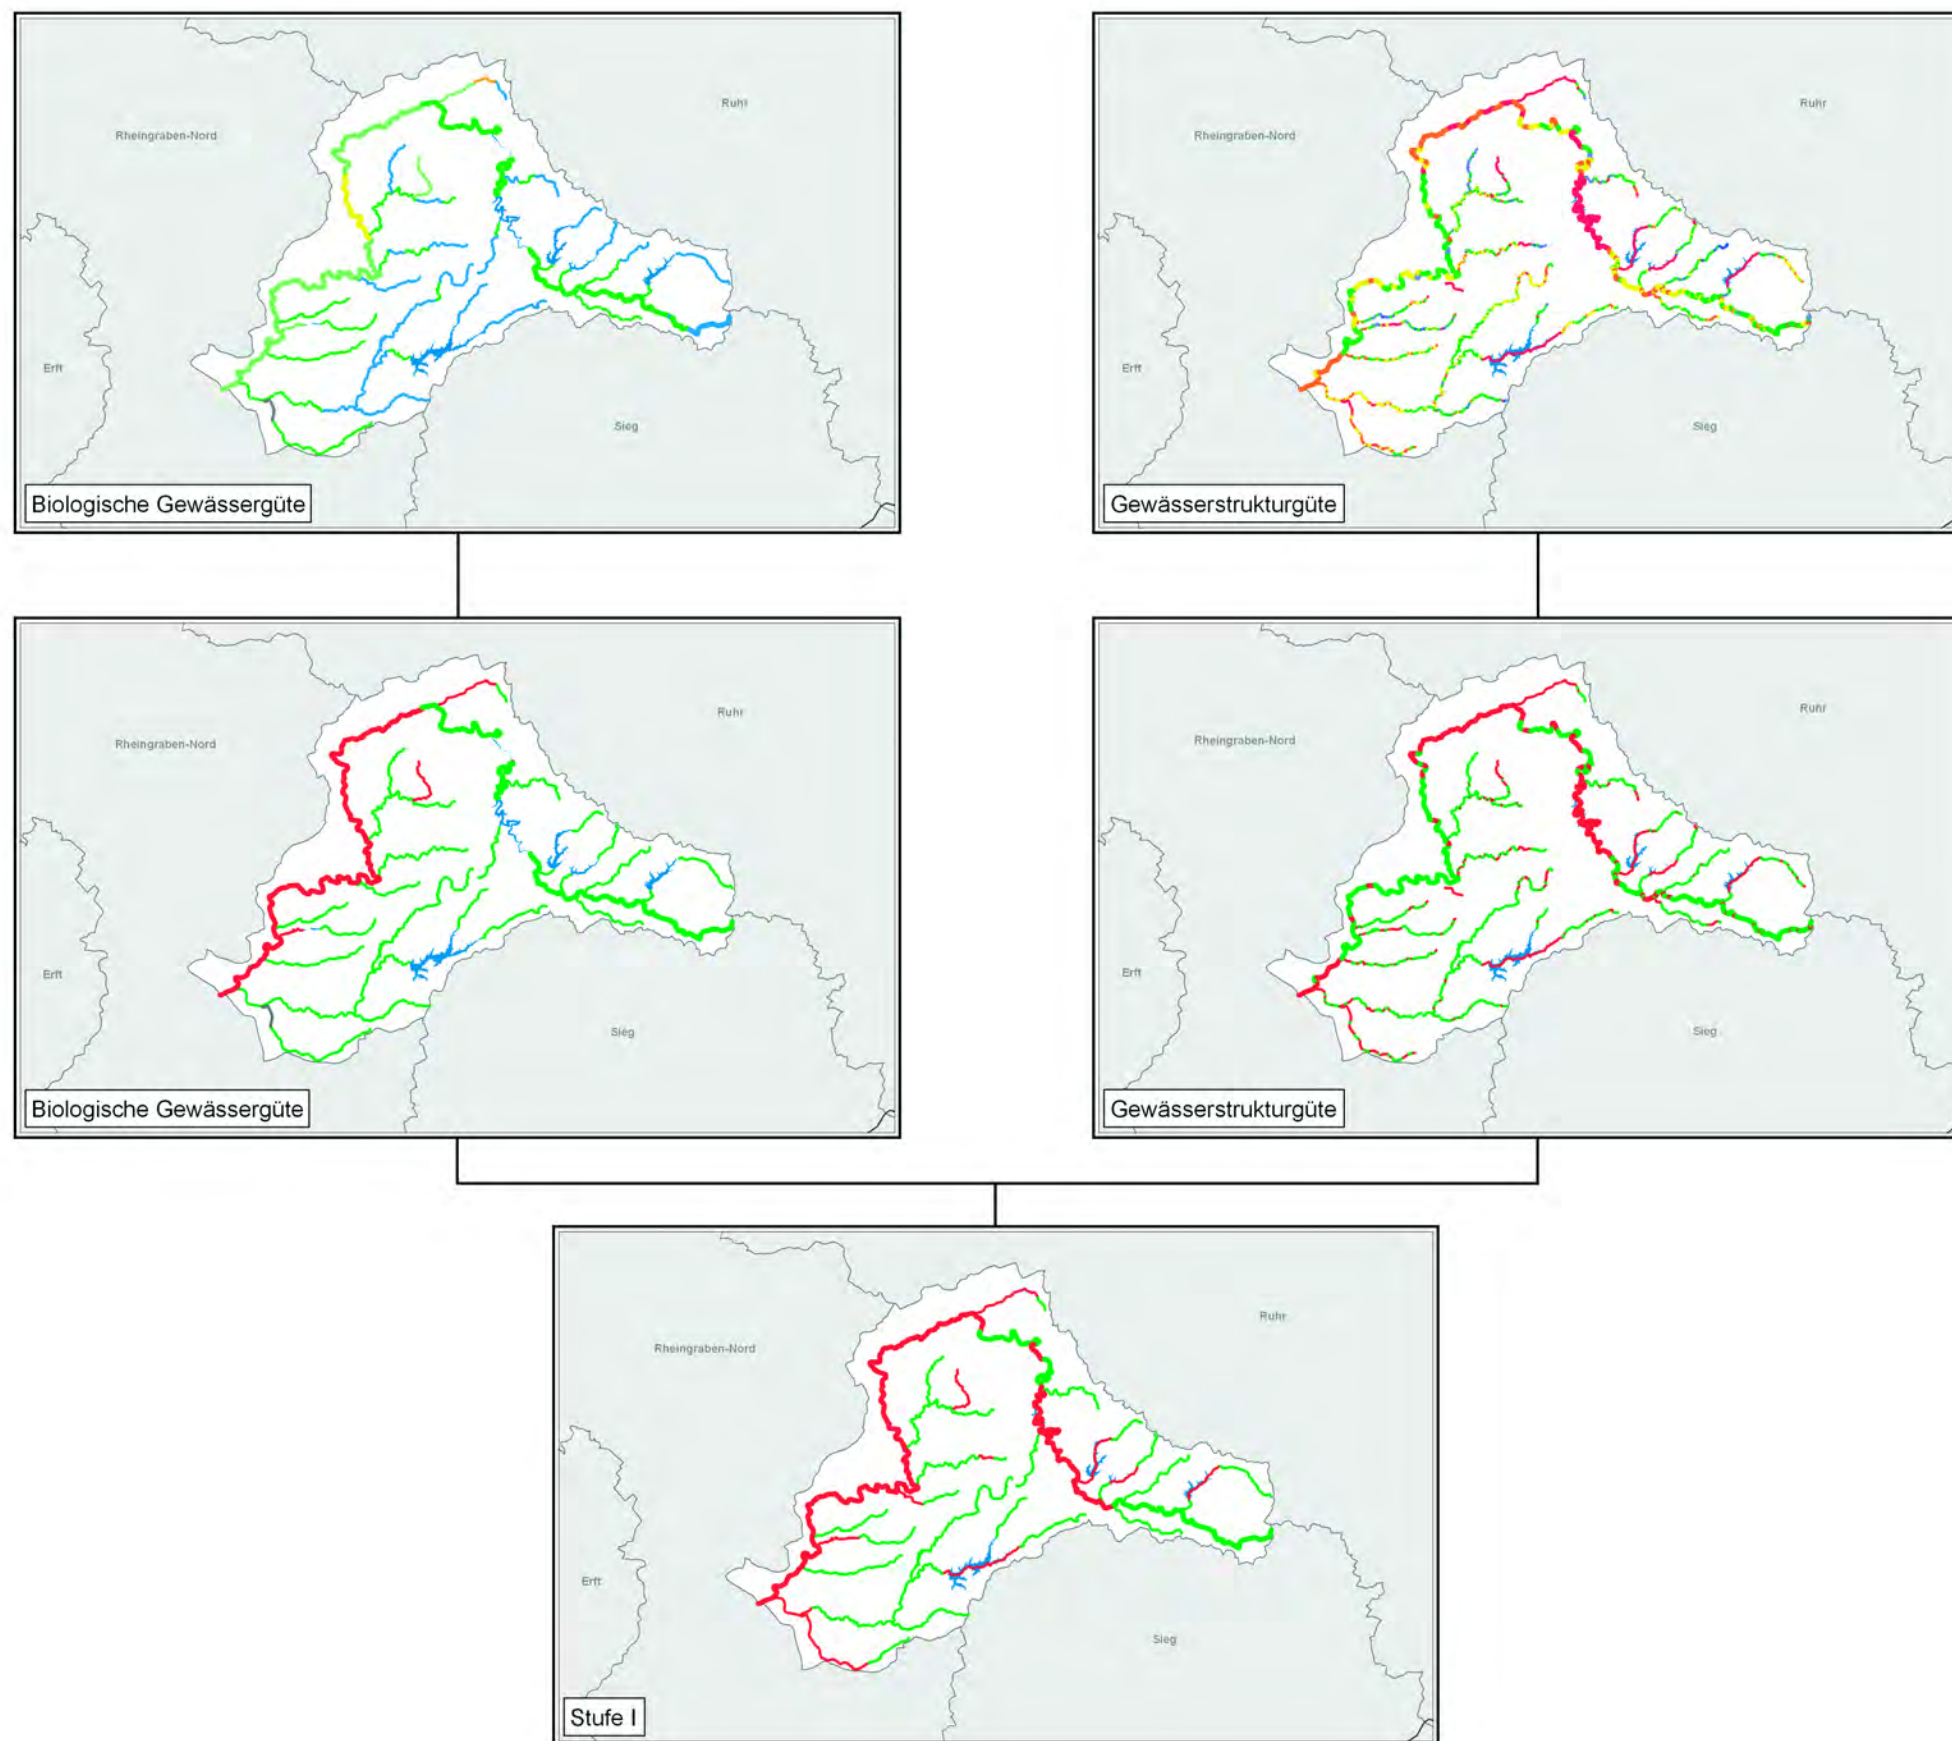 Ruhr
Rheingraben-Nord
Erft
Sieg
Biologische Gewässergüte
Ruhr
Rheingraben-Nord
Erft
Sieg
Gewässerstrukturgüte
Ruhr
Rheingraben-Nord
Erft
Sieg
Biologische Gewässergüte
Ruhr
Rheingraben-Nord
Erft
Sieg
Gewässerstrukturgüte
Ruhr
Rheingraben-Nord
Erft
Sieg
Stufe I